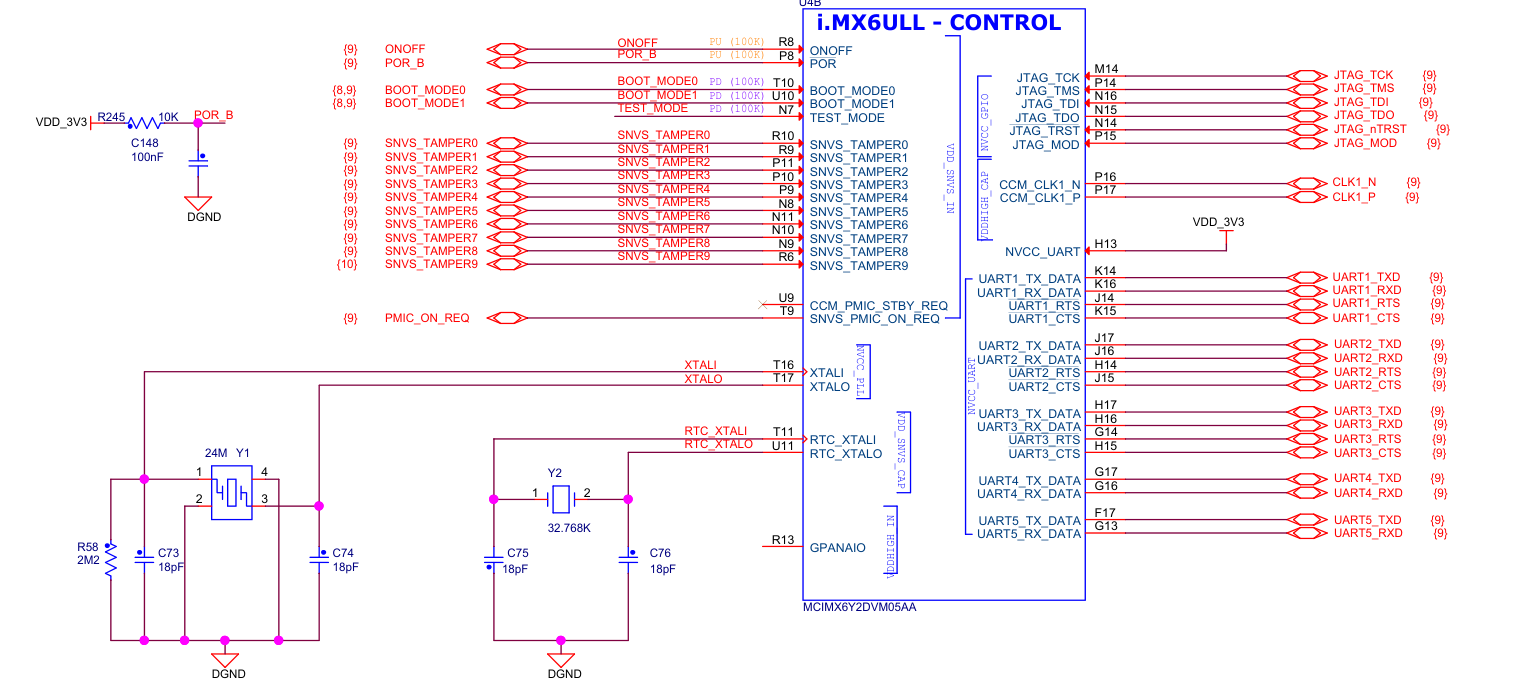 U4B
i.MX6ULL - CONTROL
{9} ONOFF ONOFF PU (100K) R8 ONOFF
{9} POR_B POR_B PU (100K) P8 POR
{8,9} BOOT_MODE0 BOOT_MODE0 PD (100K) T10 BOOT_MODE0
{8,9} BOOT_MODE1 BOOT_MODE1 PD (100K) U10 BOOT_MODE1
TEST_MODE PD (100K) N7 TEST_MODE
{9} SNVS_TAMPER0 SNVS_TAMPER0 R10 SNVS_TAMPER0
{9} SNVS_TAMPER1 SNVS_TAMPER1 R9 SNVS_TAMPER1
{9} SNVS_TAMPER2 SNVS_TAMPER2 P11 SNVS_TAMPER2
{9} SNVS_TAMPER3 SNVS_TAMPER3 P10 SNVS_TAMPER3
{9} SNVS_TAMPER4 SNVS_TAMPER4 P9 SNVS_TAMPER4
{9} SNVS_TAMPER5 SNVS_TAMPER5 N8 SNVS_TAMPER5
{9} SNVS_TAMPER6 SNVS_TAMPER6 N11 SNVS_TAMPER6
{9} SNVS_TAMPER7 SNVS_TAMPER7 N10 SNVS_TAMPER7
{9} SNVS_TAMPER8 SNVS_TAMPER8 N9 SNVS_TAMPER8
{10} SNVS_TAMPER9 SNVS_TAMPER9 R6 SNVS_TAMPER9
U9 CCM_PMIC_STBY_REQ
{9} PMIC_ON_REQ T9 SNVS_PMIC_ON_REQ
XTALI T16 XTALI
XTALO T17 XTALO
RTC_XTALI T11 RTC_XTALI
RTC_XTALO U11 RTC_XTALO
R13 GPANAIO
VDD_SNVS_IN
NVCC_PLL
VDD_SNVS_CAP
VDDHIGH_IN
NVCC_GPIO
VDDHIGH_CAP
NVCC_UART
JTAG_TCK M14 JTAG_TCK {9}
JTAG_TMS P14 JTAG_TMS {9}
JTAG_TDI N16 JTAG_TDI {9}
JTAG_TDO N15 JTAG_TDO {9}
JTAG_TRST N14 JTAG_nTRST {9}
JTAG_MOD P15 JTAG_MOD {9}
CCM_CLK1_N P16 CLK1_N {9}
CCM_CLK1_P P17 CLK1_P {9}
VDD_3V3
NVCC_UART H13
UART1_TX_DATA K14 UART1_TXD {9}
UART1_RX_DATA K16 UART1_RXD {9}
UART1_RTS J14 UART1_RTS {9}
UART1_CTS K15 UART1_CTS {9}
UART2_TX_DATA J17 UART2_TXD {9}
UART2_RX_DATA J16 UART2_RXD {9}
UART2_RTS H14 UART2_RTS {9}
UART2_CTS J15 UART2_CTS {9}
UART3_TX_DATA H17 UART3_TXD {9}
UART3_RX_DATA H16 UART3_RXD {9}
UART3_RTS G14 UART3_RTS {9}
UART3_CTS H15 UART3_CTS {9}
UART4_TX_DATA G17 UART4_TXD {9}
UART4_RX_DATA G16 UART4_RXD {9}
UART5_TX_DATA F17 UART5_TXD {9}
UART5_RX_DATA G13 UART5_RXD {9}
MCIMX6Y2DVM05AA
VDD_3V3 R245 10K POR_B
C148
100nF
DGND
24M Y1
1 4
2 3
R58
2M2
C73
18pF
C74
18pF
DGND
Y2
1 2
32.768K
C75
18pF
C76
18pF
DGND